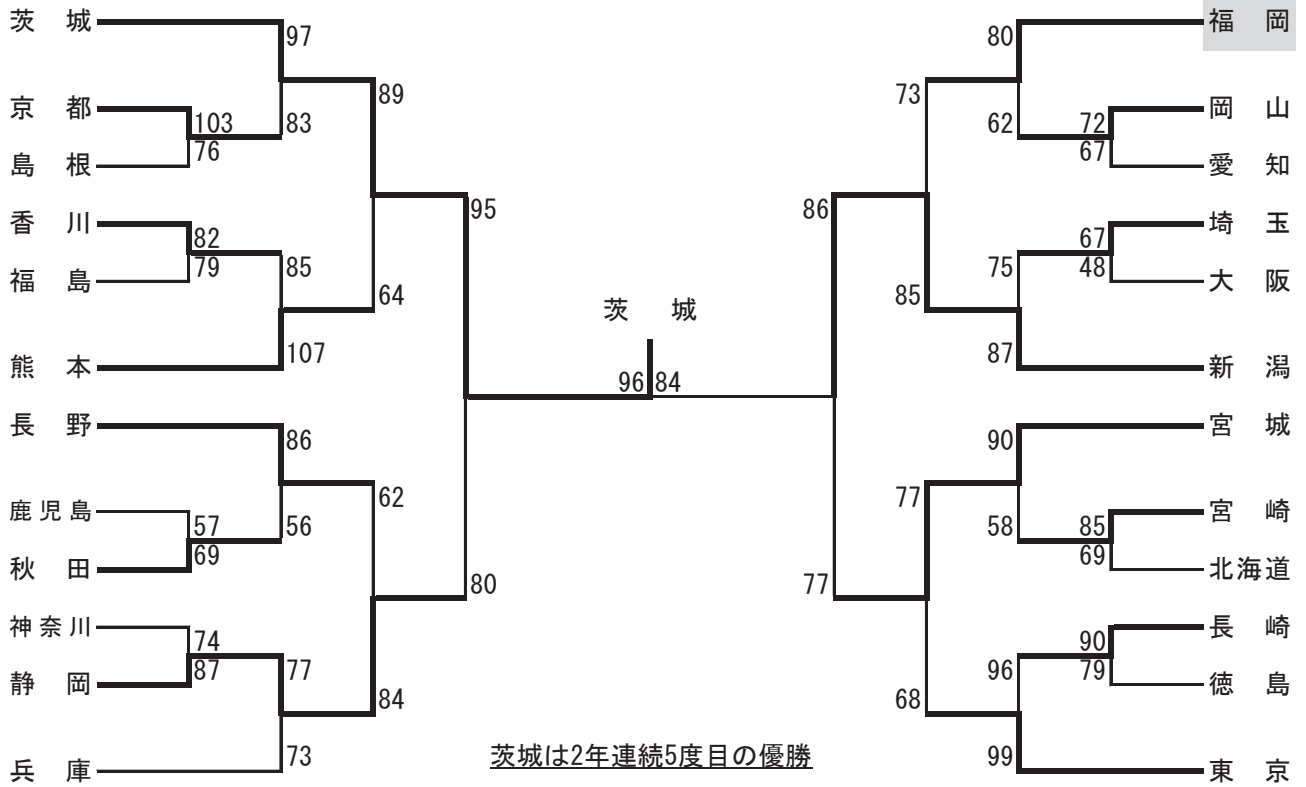 茨　城
97
89
京　都
103
83
76
島　根
香　川
82
79
85
福　島
64
107
熊　本
95
長　野
86
62
鹿児島
57
56
69
秋　田
80
神奈川
74
87
77
静　岡
84
73
兵　庫
茨　城
96 84
福　岡
80
73
岡　山
72
62
67
愛　知
86
埼　玉
67
75
48
大　阪
85
87
新　潟
宮　城
90
77
宮　崎
85
58
69
北海道
77
長　崎
90
96
79
徳　島
68
99
東　京
茨城は2年連続5度目の優勝